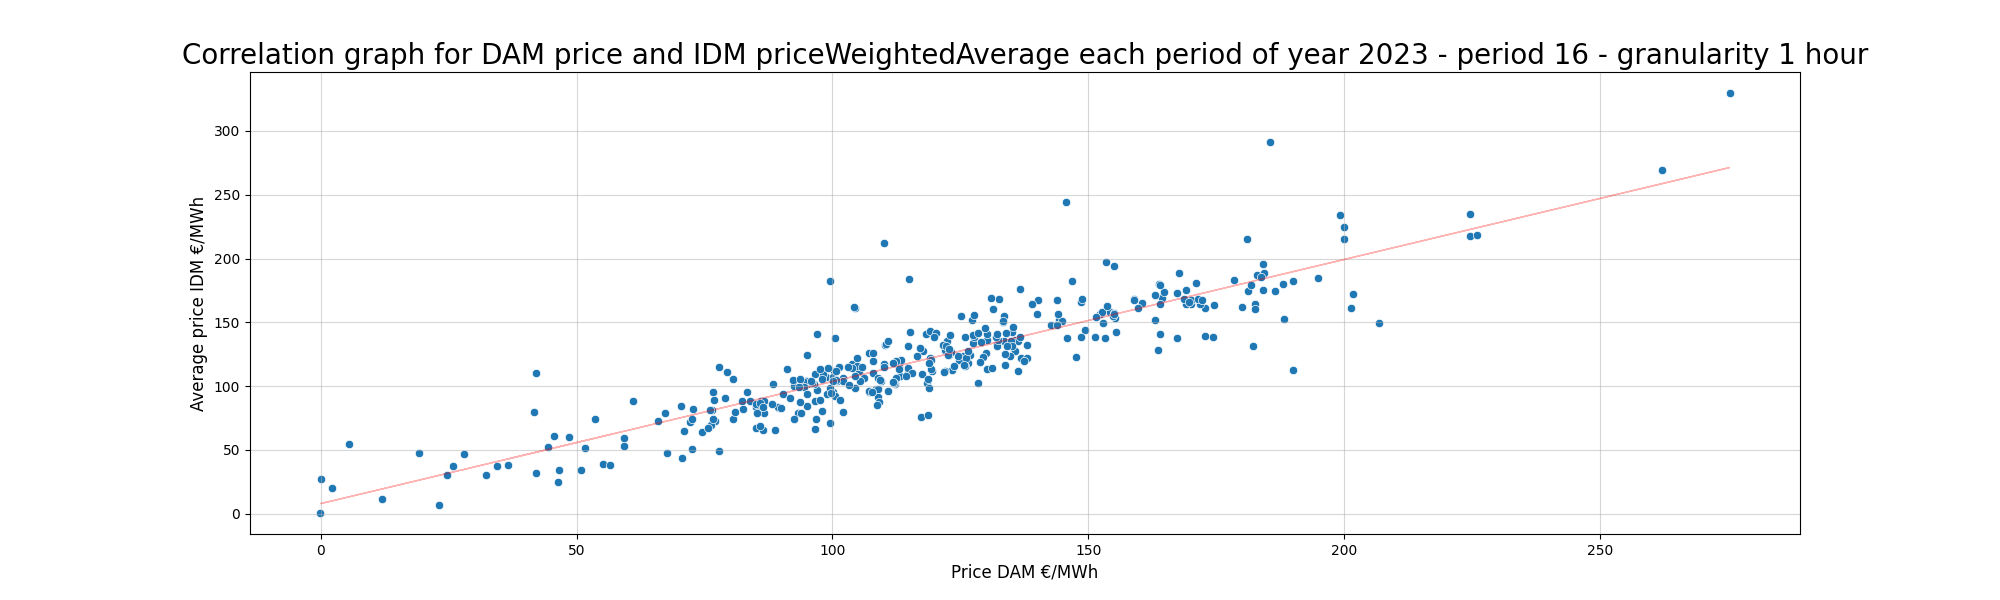 Correlation graph for DAM price and IDM priceWeightedAverage each period of year 2023 - period 16 - granularity 1 hour
Average price IDM €/MWh
300
250
200
150
100
50
0
0 50 100 150 200 250
Price DAM €/MWh